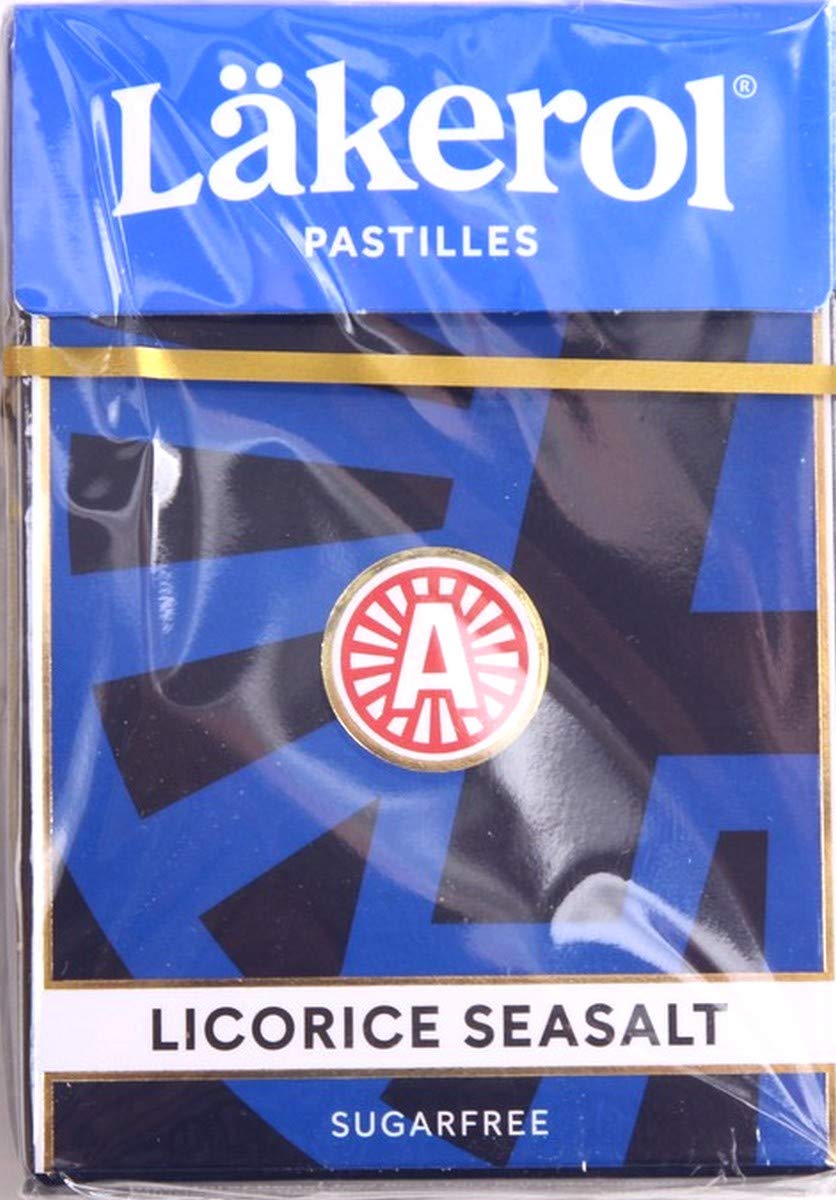 Läkerol®
PASTILLES
A
LICORICE SEASALT
SUGARFREE